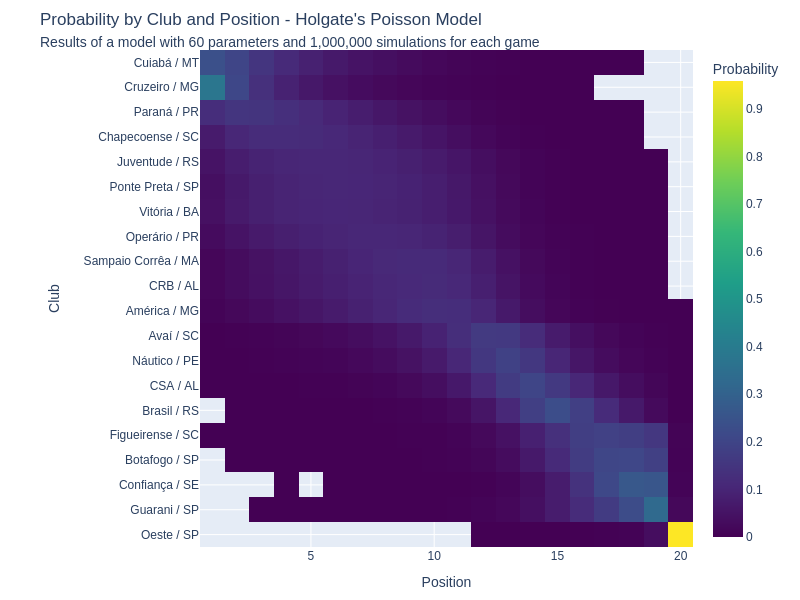 Probability by Club and Position - Holgate's Poisson Model
Results of a model with 60 parameters and 1,000,000 simulations for each game
Probability
Cuiabá / MT
Cruzeiro / MG
Paraná / PR
Chapecoense / SC
Juventude / RS
Ponte Preta / SP
Vitória / BA
Operário / PR
Sampaio Corrêa / MA
CRB / AL
América / MG
Avaí / SC
Náutico / PE
CSA / AL
Brasil / RS
Figueirense / SC
Botafogo / SP
Confiança / SE
Guarani / SP
Oeste / SP
Club
5
10
15
20
Position
0.9
0.8
0.7
0.6
0.5
0.4
0.3
0.2
0.1
0